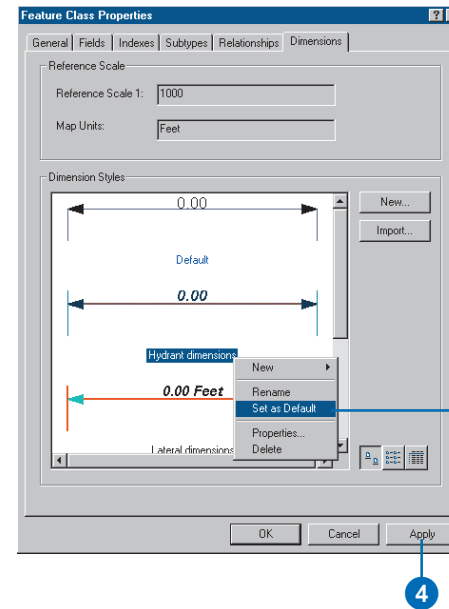 Feature Class Properties
?
General Fields Indexes Subtypes Relationships Dimensions
Reference Scale
Reference Scale 1: 1000
Map Units: Feet
Dimension Styles
0.00
Default
0.00
Hydrant dimensions
0.00 Feet
Lateral dimensions
New...
Import...
New
Rename
Set as Default
Properties...
Delete
OK Cancel Apply
4